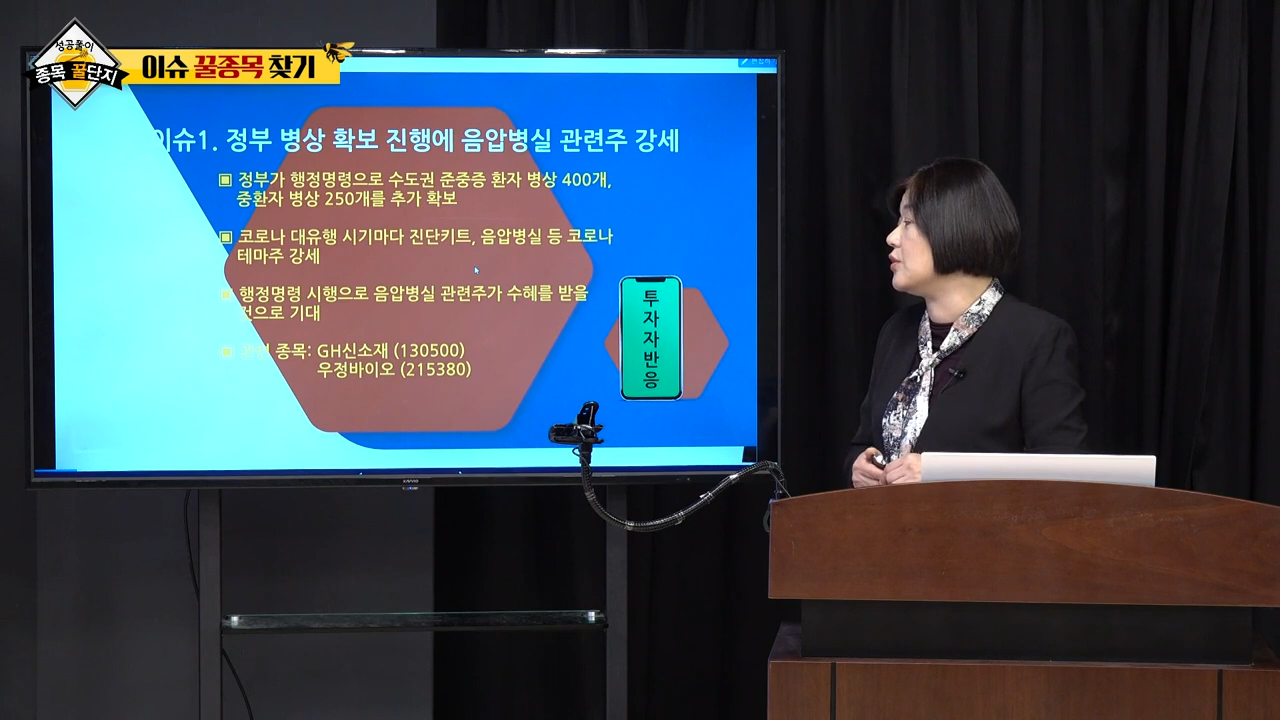 성공풀이
종목 꿀단지
이슈 꿀종목 찾기
이슈1. 정부 병상 확보 진행에 음압병실 관련주 강세
▣ 정부가 행정명령으로 수도권 준중증 환자 병상 400개,
중환자 병상 250개를 추가 확보
▣ 코로나 대유행 시기마다 진단키트, 음압병실 등 코로나
테마주 강세
▣ 행정명령 시행으로 음압병실 관련주가 수혜를 받을
것으로 기대
▣ 관련 종목: GH신소재 (130500)
우정바이오 (215380)
투자자반응